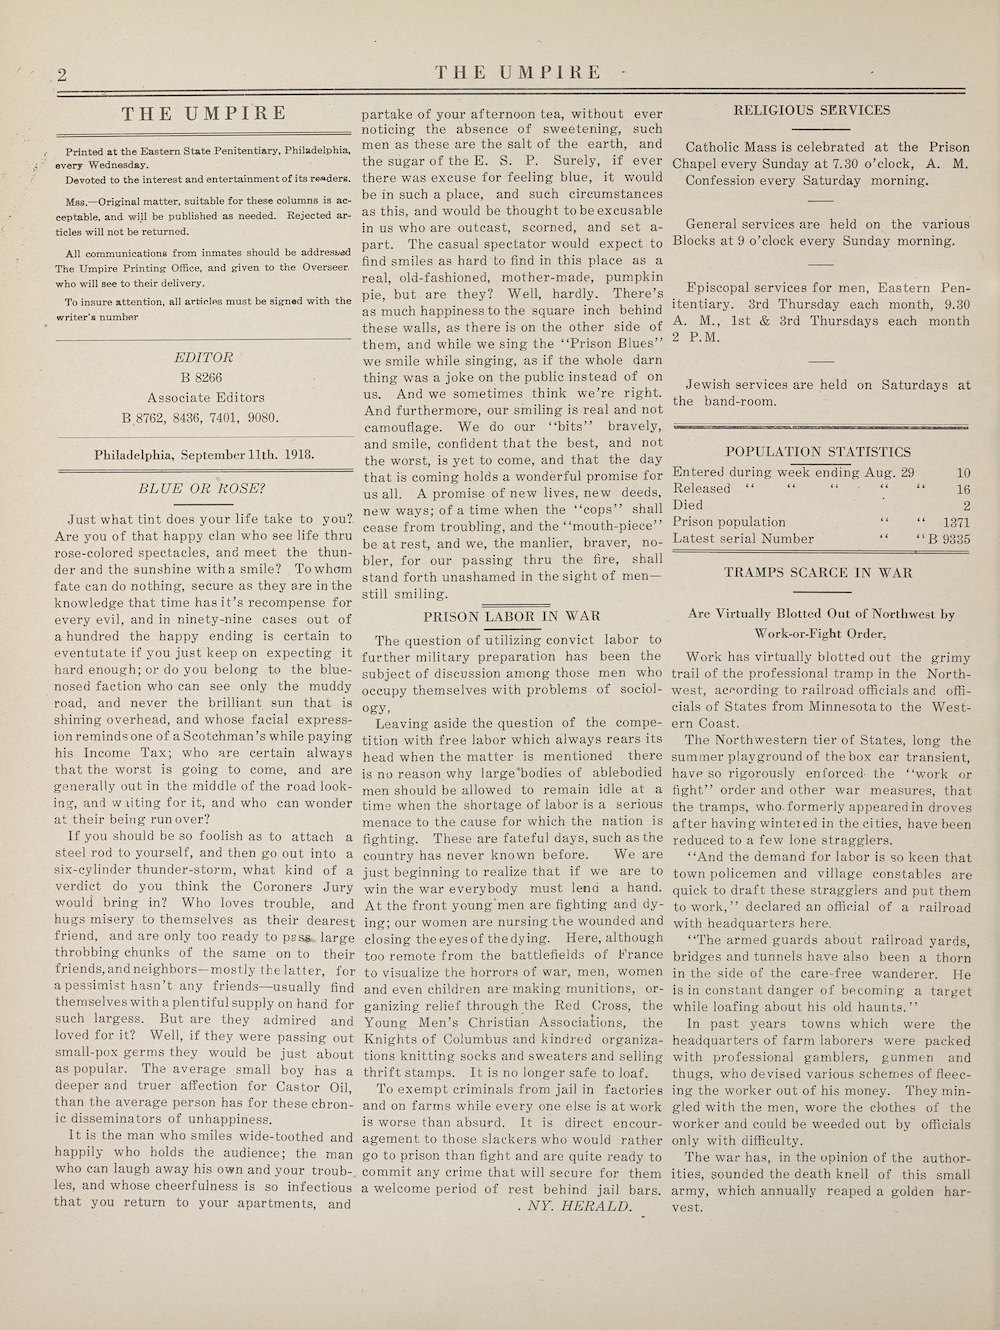 2
THE UMPIRE
THE UMPIRE
Printed at the Eastern State Penitentiary, Philadelphia,
every Wednesday.
Devoted to the interest and entertainment of its readers.
Mss.—Original matter, suitable for these columns is ac-
ceptable, and will be published as needed. Rejected ar-
ticles will not be returned.
All communications from inmates should be addressed
The Umpire Printing Office, and given to the Overseer.
who will see to their delivery.
To insure attention, all articles must be signed with the
writer's number
EDITOR
B 8266
Associate Editors
B 8762, 8436, 7401, 9080.
Philadelphia, September 11th. 1918.
BLUE OR ROSE?
Just what tint does your life take to you?
Are you of that happy clan who see life thru
rose-colored spectacles, and meet the thun-
der and the sunshine with a smile? To whom
fate can do nothing, secure as they are in the
knowledge that time has it's recompense for
every evil, and in ninety-nine cases out of
a hundred the happy ending is certain to
eventutate if you just keep on expecting it
hard enough; or do you belong to the blue-
nosed faction who can see only the muddy
road, and never the brilliant sun that is
shining overhead, and whose facial express-
ion reminds one of a Scotchman's while paying
his Income Tax; who are certain always
that the worst is going to come, and are
generally out in the middle of the road look-
ing, and waiting for it, and who can wonder
at their being run over?
If you should be so foolish as to attach a
steel rod to yourself, and then go out into a
six-cylinder thunder-storm, what kind of a
verdict do you think the Coroners Jury
would bring in? Who loves trouble, and
hugs misery to themselves as their dearest
friend, and are only too ready to pass large
throbbing chunks of the same on to their
friends, and neighbors—mostly the latter, for
a pessimist hasn't any friends—usually find
themselves with a plentiful supply on hand for
such largess. But are they admired and
loved for it? Well, if they were passing out
small-pox germs they would be just about
as popular. The average small boy has a
deeper and truer affection for Castor Oil,
than the average person has for these chron-
ic disseminators of unhappiness.
It is the man who smiles wide-toothed and
happily who holds the audience; the man
who can laugh away his own and your troub-
les, and whose cheerfulness is so infectious
that you return to your apartments, and
partake of your afternoon tea, without ever
noticing the absence of sweetening, such
men as these are the salt of the earth, and
the sugar of the E. S. P. Surely, if ever
there was excuse for feeling blue, it would
be in such a place, and such circumstances
as this, and would be thought to be excusable
in us who are outcast, scorned, and set a-
part. The casual spectator would expect to
find smiles as hard to find in this place as a
real, old-fashioned, mother-made, pumpkin
pie, but are they? Well, hardly. There's
as much happiness to the square inch behind
these walls, as there is on the other side of
them, and while we sing the "Prison Blues"
we smile while singing, as if the whole darn
thing was a joke on the public instead of on
us. And we sometimes think we're right.
And furthermore, our smiling is real and not
camouflage. We do our "bits" bravely,
and smile, confident that the best, and not
the worst, is yet to come, and that the day
that is coming holds a wonderful promise for
us all. A promise of new lives, new deeds,
new ways; of a time when the "cops" shall
cease from troubling, and the "mouth-piece"
be at rest, and we, the manlier, braver, no-
bler, for our passing thru the fire, shall
stand forth unashamed in the sight of men—
still smiling.
PRISON LABOR IN WAR
The question of utilizing convict labor to
further military preparation has been the
subject of discussion among those men who
occupy themselves with problems of sociol-
ogy,
Leaving aside the question of the compe-
tition with free labor which always rears its
head when the matter is mentioned there
is no reason why large bodies of ablebodied
men should be allowed to remain idle at a
time when the shortage of labor is a serious
menace to the cause for which the nation is
fighting. These are fateful days, such as the
country has never known before. We are
just beginning to realize that if we are to
win the war everybody must lend a hand.
At the front young men are fighting and dy-
ing; our women are nursing the wounded and
closing the eyes of the dying. Here, although
too remote from the battlefields of France
to visualize the horrors of war, men, women
and even children are making munitions, or-
ganizing relief through the Red Cross, the
Young Men's Christian Associations, the
Knights of Columbus and kindred organiza-
tions knitting socks and sweaters and selling
thrift stamps. It is no longer safe to loaf.
To exempt criminals from jail in factories
and on farms while every one else is at work
is worse than absurd. It is direct encour-
agement to those slackers who would rather
go to prison than fight and are quite ready to
commit any crime that will secure for them
a welcome period of rest behind jail bars.
NY. HERALD.
RELIGIOUS SERVICES
Catholic Mass is celebrated at the Prison
Chapel every Sunday at 7.30 o'clock, A. M.
Confession every Saturday morning.
General services are held on the various
Blocks at 9 o'clock every Sunday morning.
Episcopal services for men, Eastern Pen-
itentiary. 3rd Thursday each month, 9.30
A. M., 1st & 3rd Thursdays each month
2 P.M.
Jewish services are held on Saturdays at
the band-room.
POPULATION STATISTICS
Entered during week ending Aug. 29 10
Released " " " " " 16
Died 2
Prison population " " 1371
Latest serial Number " " B 9335
TRAMPS SCARCE IN WAR
Are Virtually Blotted Out of Northwest by
Work-or-Fight Order,
Work has virtually blotted out the grimy
trail of the professional tramp in the North-
west, according to railroad officials and offi-
cials of States from Minnesota to the West-
ern Coast.
The Northwestern tier of States, long the
summer playground of the box car transient,
have so rigorously enforced the "work or
fight" order and other war measures, that
the tramps, who formerly appeared in droves
after having wintered in the cities, have been
reduced to a few lone stragglers.
"And the demand for labor is so keen that
town policemen and village constables are
quick to draft these stragglers and put them
to work," declared an official of a railroad
with headquarters here.
"The armed guards about railroad yards,
bridges and tunnels have also been a thorn
in the side of the care-free wanderer. He
is in constant danger of becoming a target
while loafing about his old haunts."
In past years towns which were the
headquarters of farm laborers were packed
with professional gamblers, gunmen and
thugs, who devised various schemes of fleec-
ing the worker out of his money. They min-
gled with the men, wore the clothes of the
worker and could be weeded out by officials
only with difficulty.
The war has, in the opinion of the author-
ities, sounded the death knell of this small
army, which annually reaped a golden har-
vest.